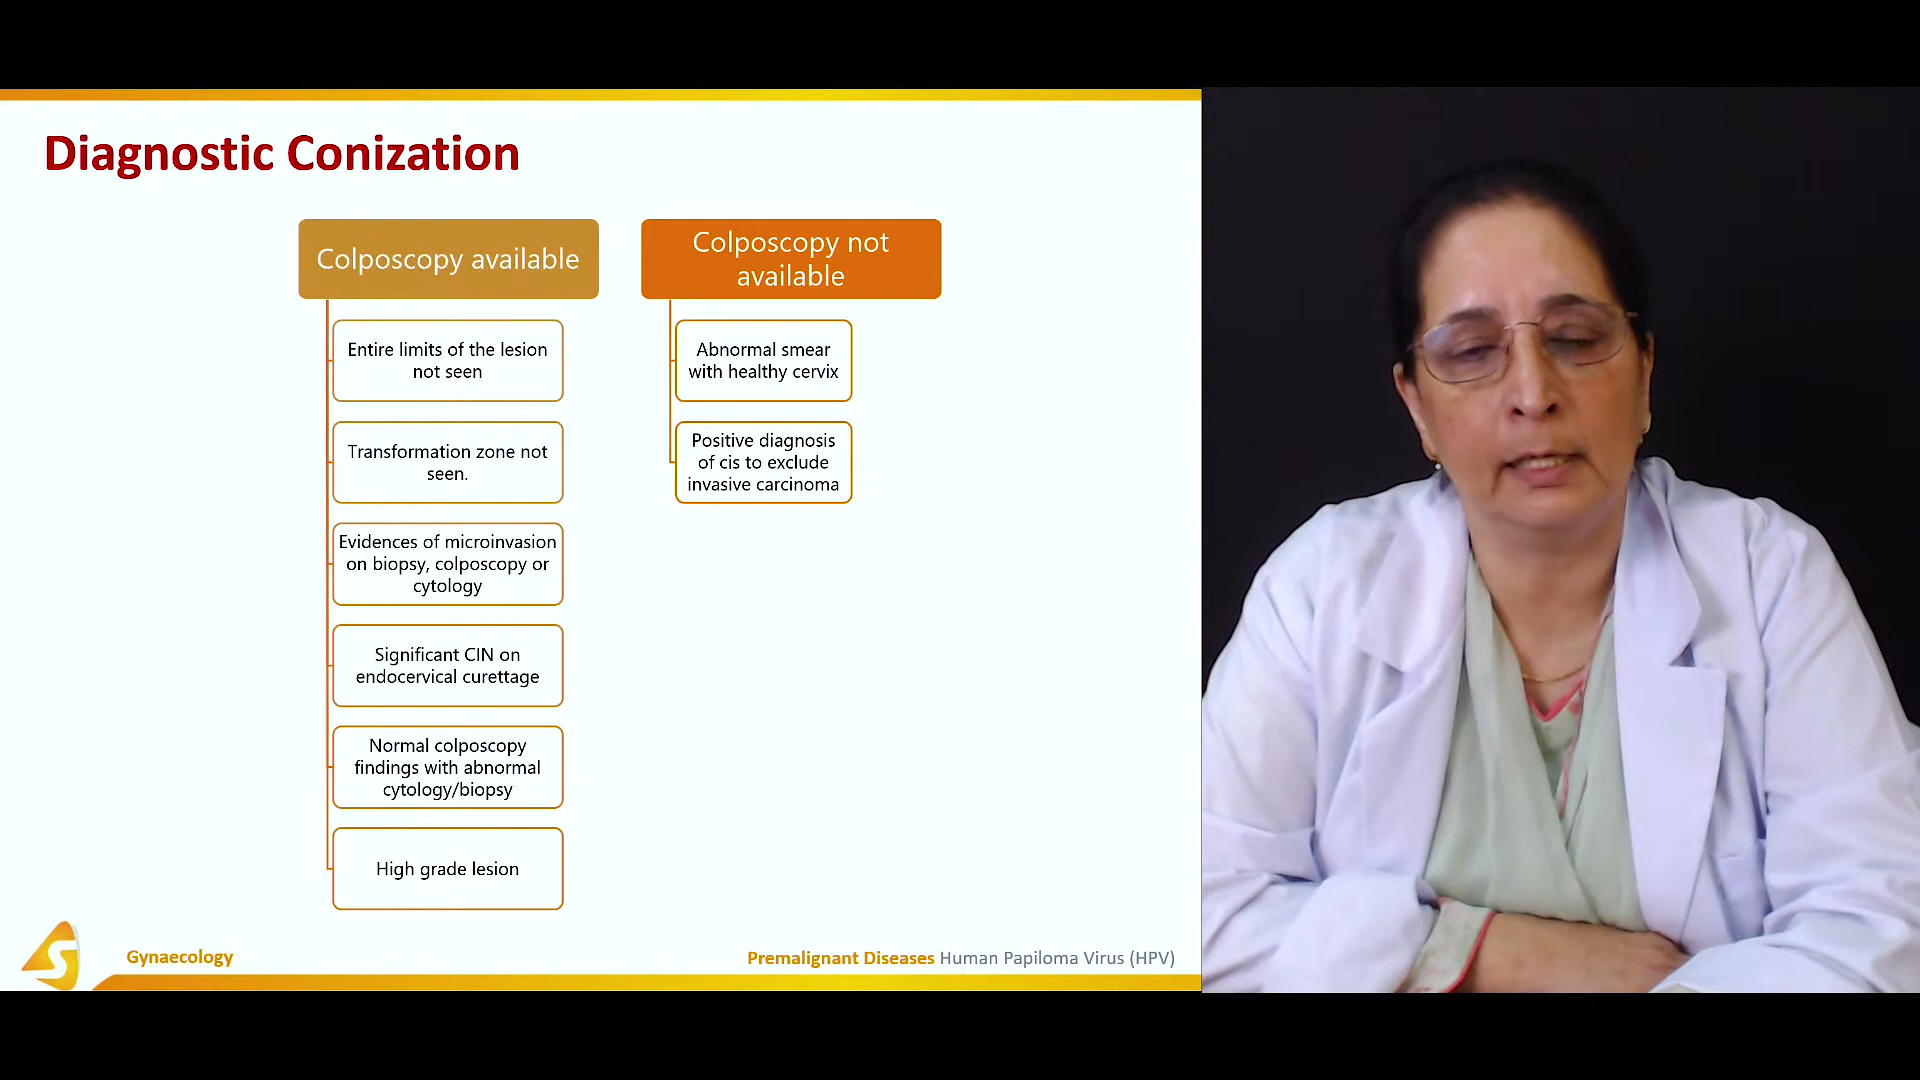 Diagnostic Conization
Colposcopy available
Entire limits of the lesion
not seen
Transformation zone not
seen.
Evidences of microinvasion
on biopsy, colposcopy or
cytology
Significant CIN on
endocervical curettage
Normal colposcopy
findings with abnormal
cytology/biopsy
High grade lesion
Colposcopy not
available
Abnormal smear
with healthy cervix
Positive diagnosis
of cis to exclude
invasive carcinoma
S
Gynaecology
Premalignant Diseases Human Papiloma Virus (HPV)